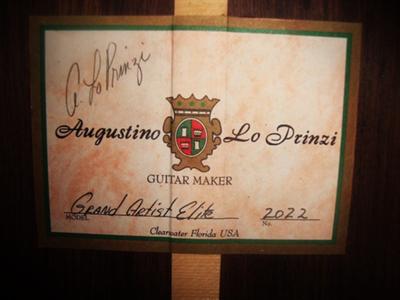 A. Lo Prinzi
Augustino Lo Prinzi
GUITAR MAKER
Grand Artist Elite 2022
MODEL No.
Clearwater Florida USA